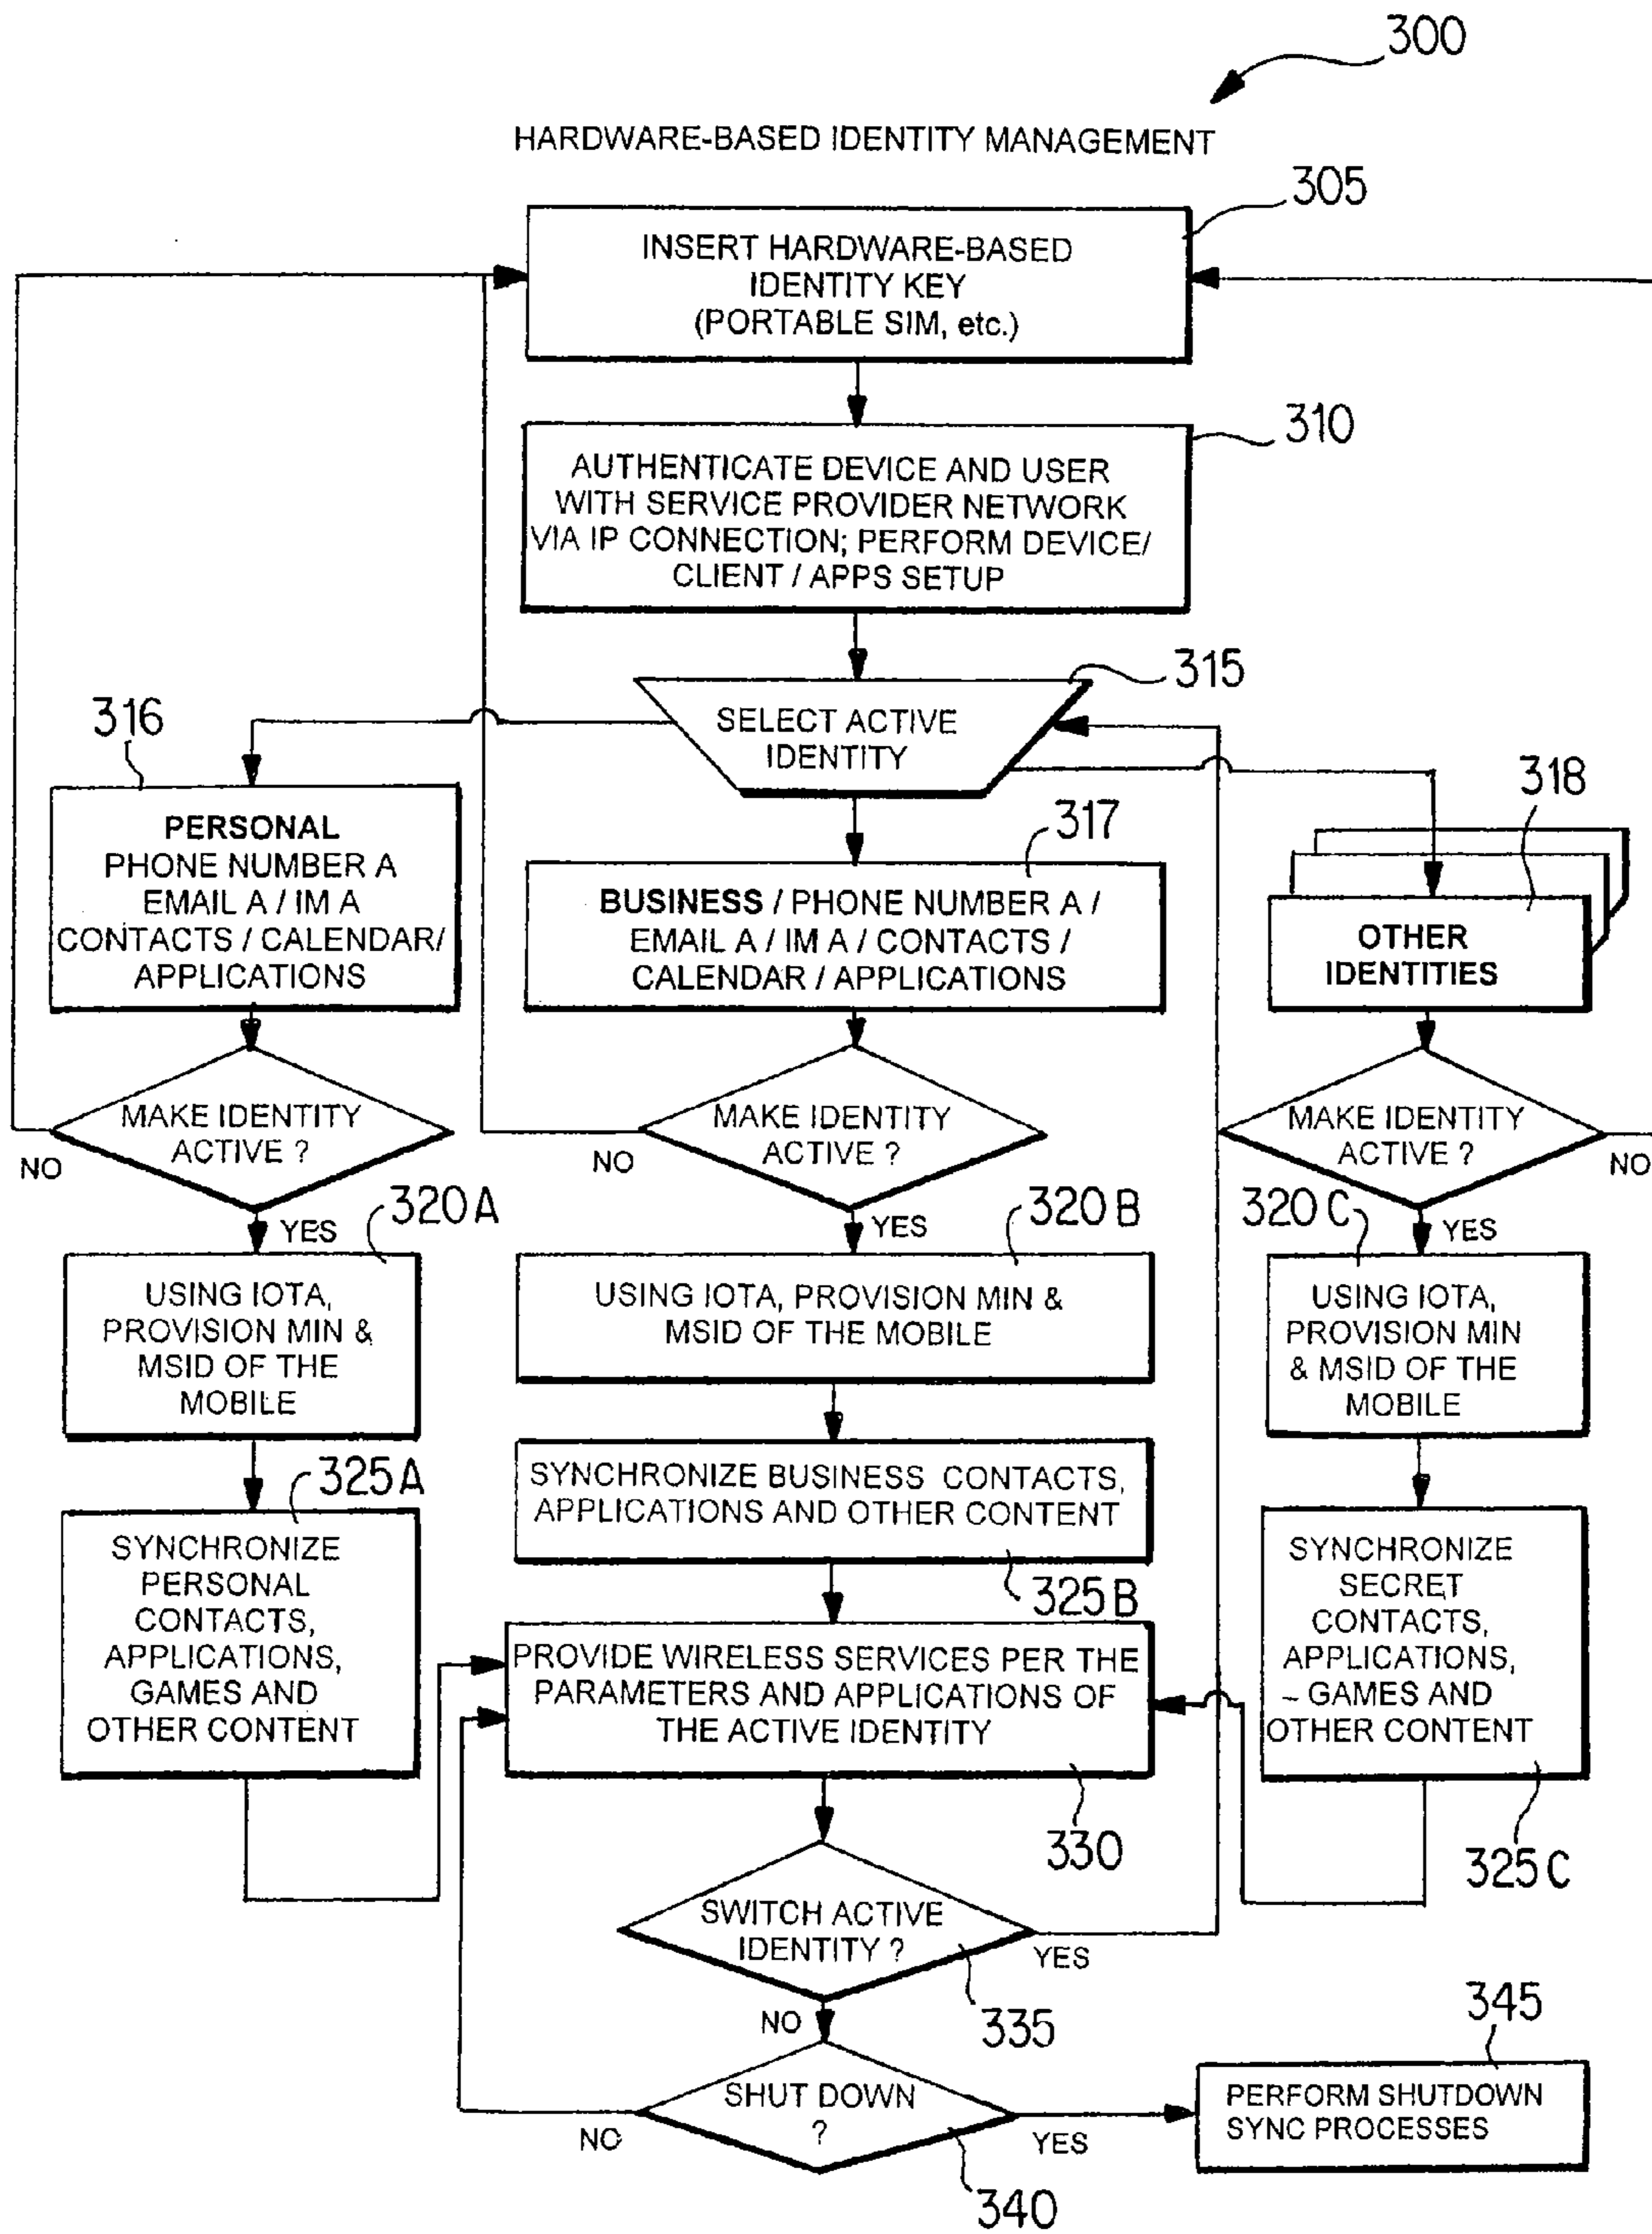 300
HARDWARE-BASED IDENTITY MANAGEMENT
305
INSERT HARDWARE-BASED
IDENTITY KEY
(PORTABLE SIM, etc.)
310
AUTHENTICATE DEVICE AND USER
WITH SERVICE PROVIDER NETWORK
VIA IP CONNECTION; PERFORM DEVICE/
CLIENT / APPS SETUP
315
SELECT ACTIVE
IDENTITY
316
PERSONAL
PHONE NUMBER A
EMAIL A / IM A
CONTACTS / CALENDAR/
APPLICATIONS
317
BUSINESS / PHONE NUMBER A /
EMAIL A / IM A / CONTACTS /
CALENDAR / APPLICATIONS
318
OTHER
IDENTITIES
MAKE IDENTITY
ACTIVE ?
NO
YES
MAKE IDENTITY
ACTIVE ?
NO
YES
MAKE IDENTITY
ACTIVE ?
NO
YES
320A
USING IOTA,
PROVISION MIN &
MSID OF THE
MOBILE
320B
USING IOTA, PROVISION MIN &
MSID OF THE MOBILE
320C
USING IOTA,
PROVISION MIN
& MSID OF THE
MOBILE
325A
SYNCHRONIZE
PERSONAL
CONTACTS,
APPLICATIONS,
GAMES AND
OTHER CONTENT
SYNCHRONIZE BUSINESS CONTACTS,
APPLICATIONS AND OTHER CONTENT
325B
SYNCHRONIZE
SECRET
CONTACTS,
APPLICATIONS,
GAMES AND
OTHER CONTENT
325C
PROVIDE WIRELESS SERVICES PER THE
PARAMETERS AND APPLICATIONS OF
THE ACTIVE IDENTITY
330
SWITCH ACTIVE
IDENTITY ?
YES
335
NO
SHUT DOWN
?
NO
YES
340
345
PERFORM SHUTDOWN
SYNC PROCESSES